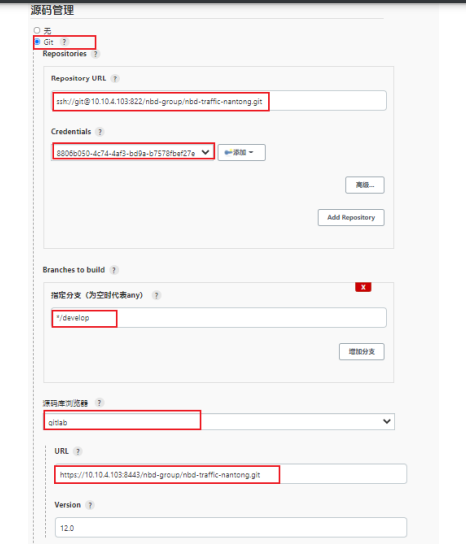 源码管理
无
Git ?
Repositories ?
Repository URL ?
ssh://git@10.10.4.103:822/nbd-group/nbd-traffic-nantong.git
Credentials ?
8806b050-4c74-4af3-bd9a-b7578fbef27e 添加
高级...
Add Repository
Branches to build ?
X
指定分支（为空时代表any） ?
*/develop
增加分支
源码库浏览器 ?
gitlab
URL ?
https://10.10.4.103:8443/nbd-group/nbd-traffic-nantong.git
Version ?
12.0